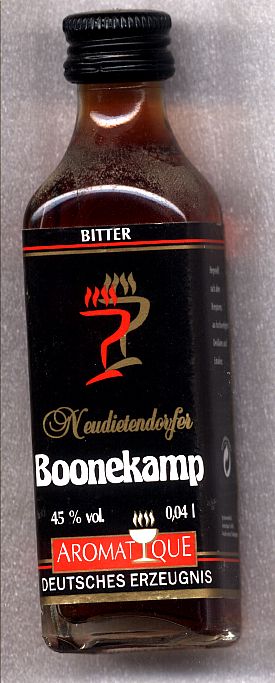 BITTER
Neudietendorfer
Boonekamp
45 % vol. 0,04 l
AROMATIQUE
DEUTSCHES ERZEUGNIS